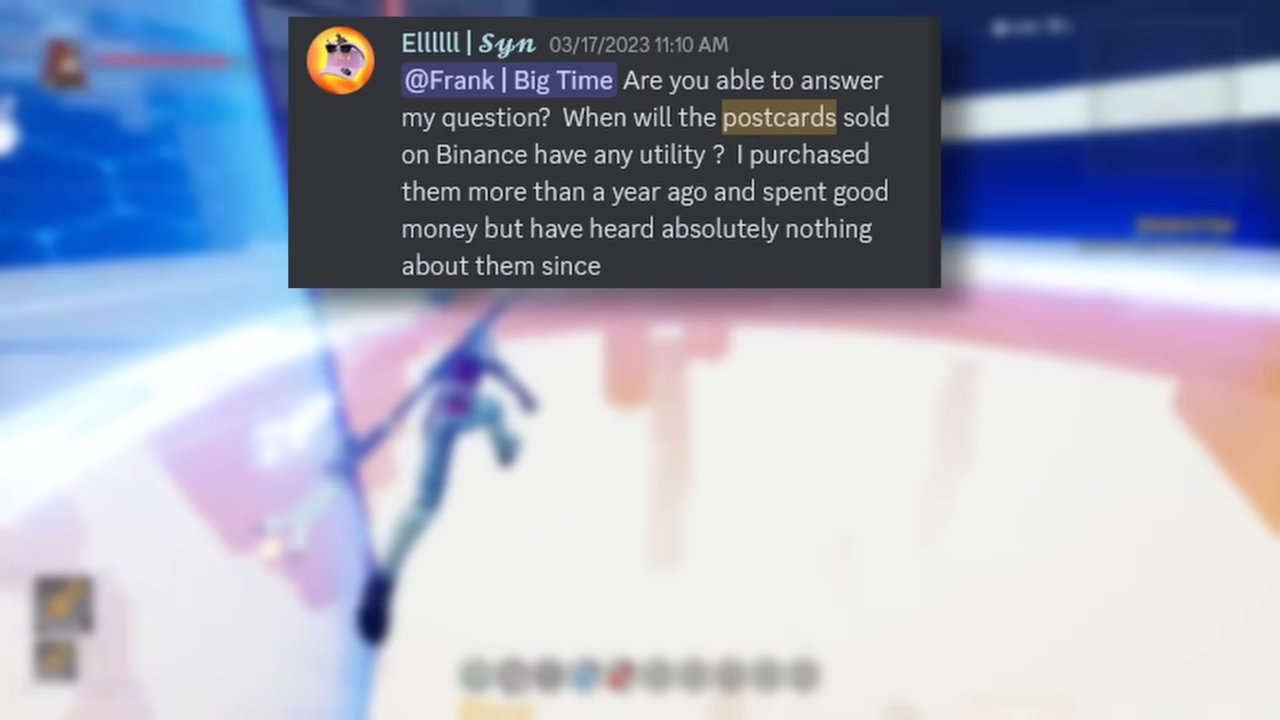 Ellllll | 𝓢𝔂𝓷 03/17/2023 11:10 AM
@Frank | Big Time Are you able to answer
my question?  When will the postcards sold
on Binance have any utility ?  I purchased
them more than a year ago and spent good
money but have heard absolutely nothing
about them since